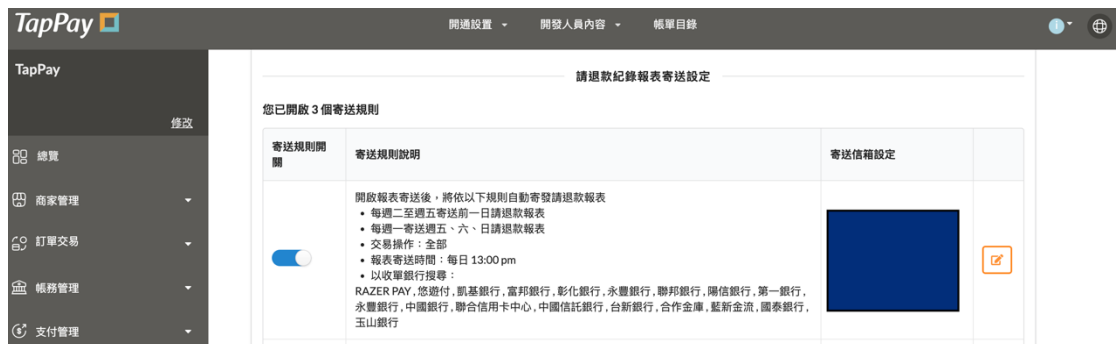 TapPay
開通設置
開發人員內容
帳單目錄
TapPay
修改
總覽
商家管理
訂單交易
帳務管理
支付管理
請退款紀錄報表寄送設定
您已開啟 3 個寄送規則
寄送規則開
關
寄送規則說明
寄送信箱設定
開啟報表寄送後，將依以下規則自動寄發請退款報表
• 每週二至週五寄送前一日請退款報表
• 每週一寄送週五、六、日請退款報表
• 交易操作：全部
• 報表寄送時間：每日 13:00 pm
• 以收單銀行搜尋：
RAZER PAY , 悠遊付 , 凱基銀行 , 富邦銀行 , 彰化銀行 , 永豐銀行 , 聯邦銀行 , 陽信銀行 , 第一銀行 ,
永豐銀行 , 中國銀行 , 聯合信用卡中心 , 中國信託銀行 , 台新銀行 , 合作金庫 , 藍新金流 , 國泰銀行 ,
玉山銀行